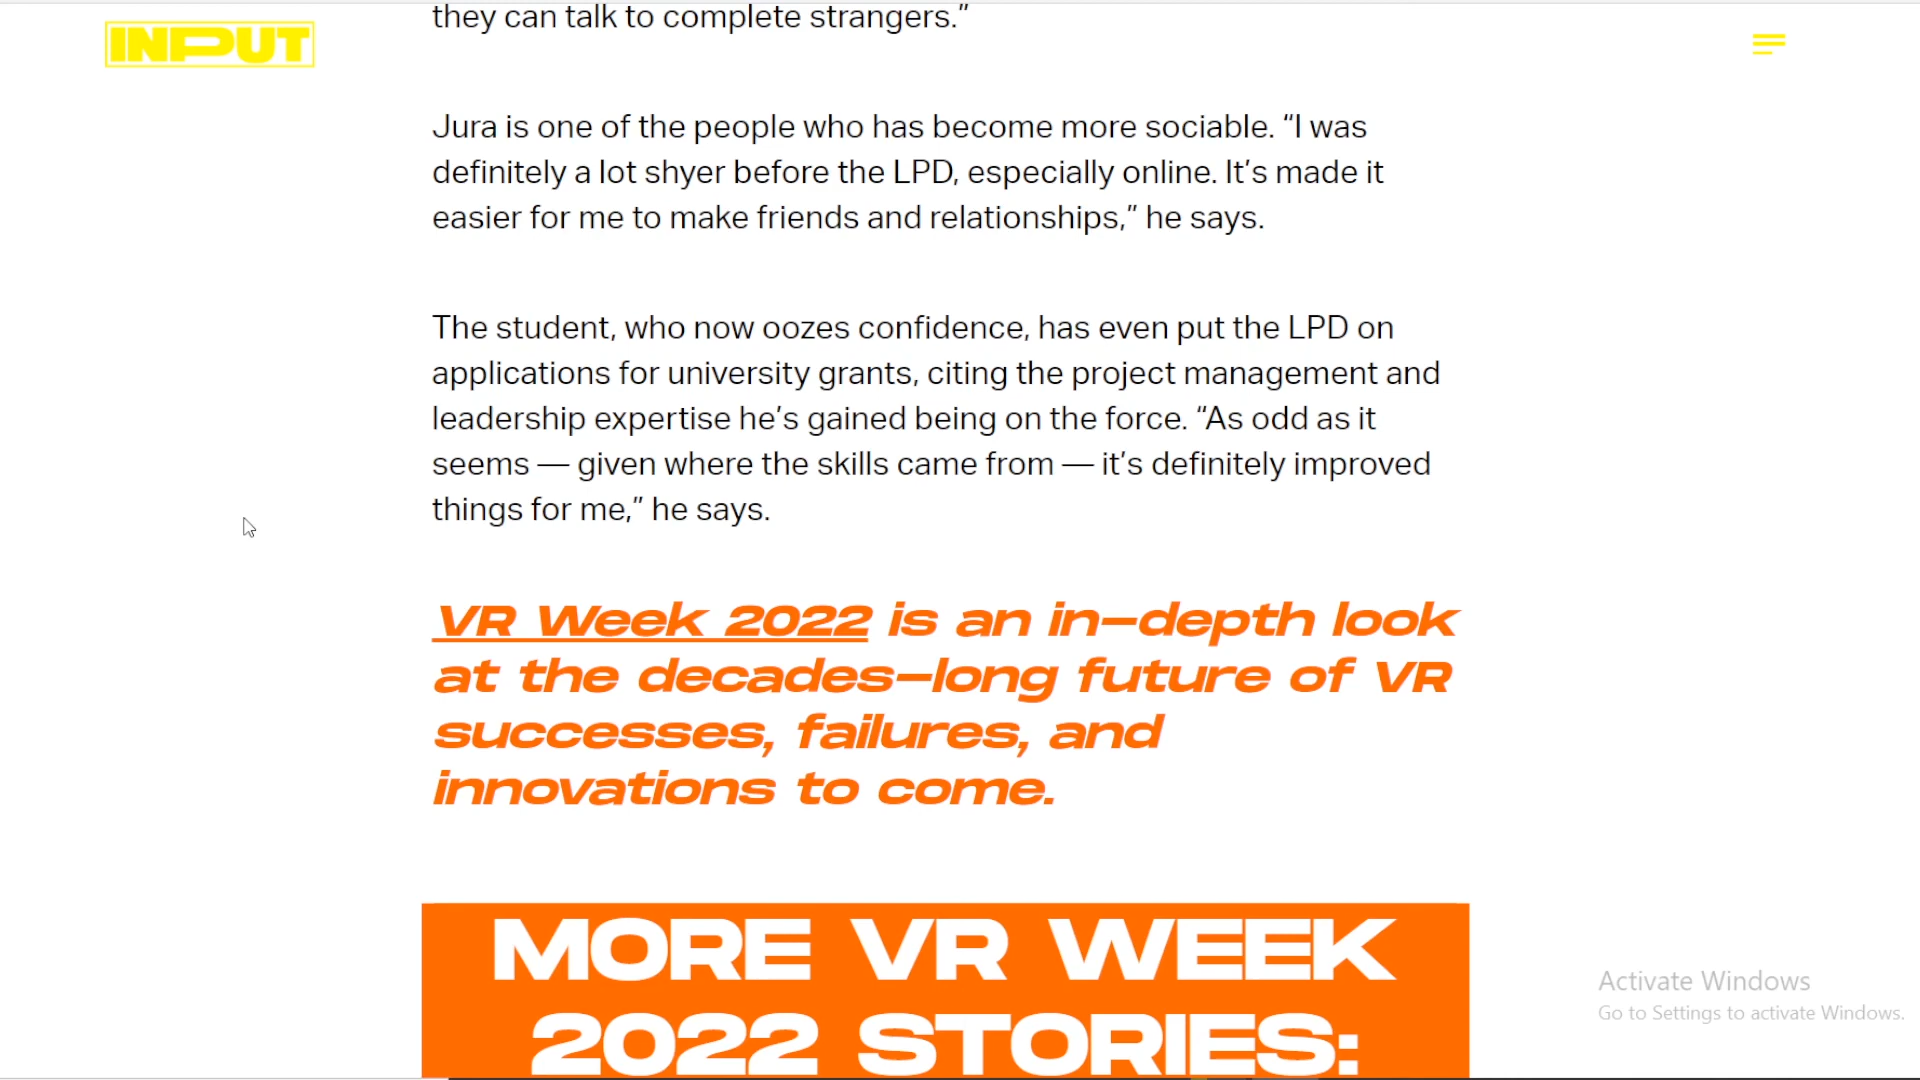 they can talk to complete strangers.”
INPUT
Jura is one of the people who has become more sociable. “I was
definitely a lot shyer before the LPD, especially online. It’s made it
easier for me to make friends and relationships,” he says.
The student, who now oozes confidence, has even put the LPD on
applications for university grants, citing the project management and
leadership expertise he’s gained being on the force. “As odd as it
seems — given where the skills came from — it’s definitely improved
things for me,” he says.
VR Week 2022 is an in-depth look
at the decades-long future of VR
successes, failures, and
innovations to come.
MORE VR WEEK
2022 STORIES:
Activate Windows
Go to Settings to activate Windows.